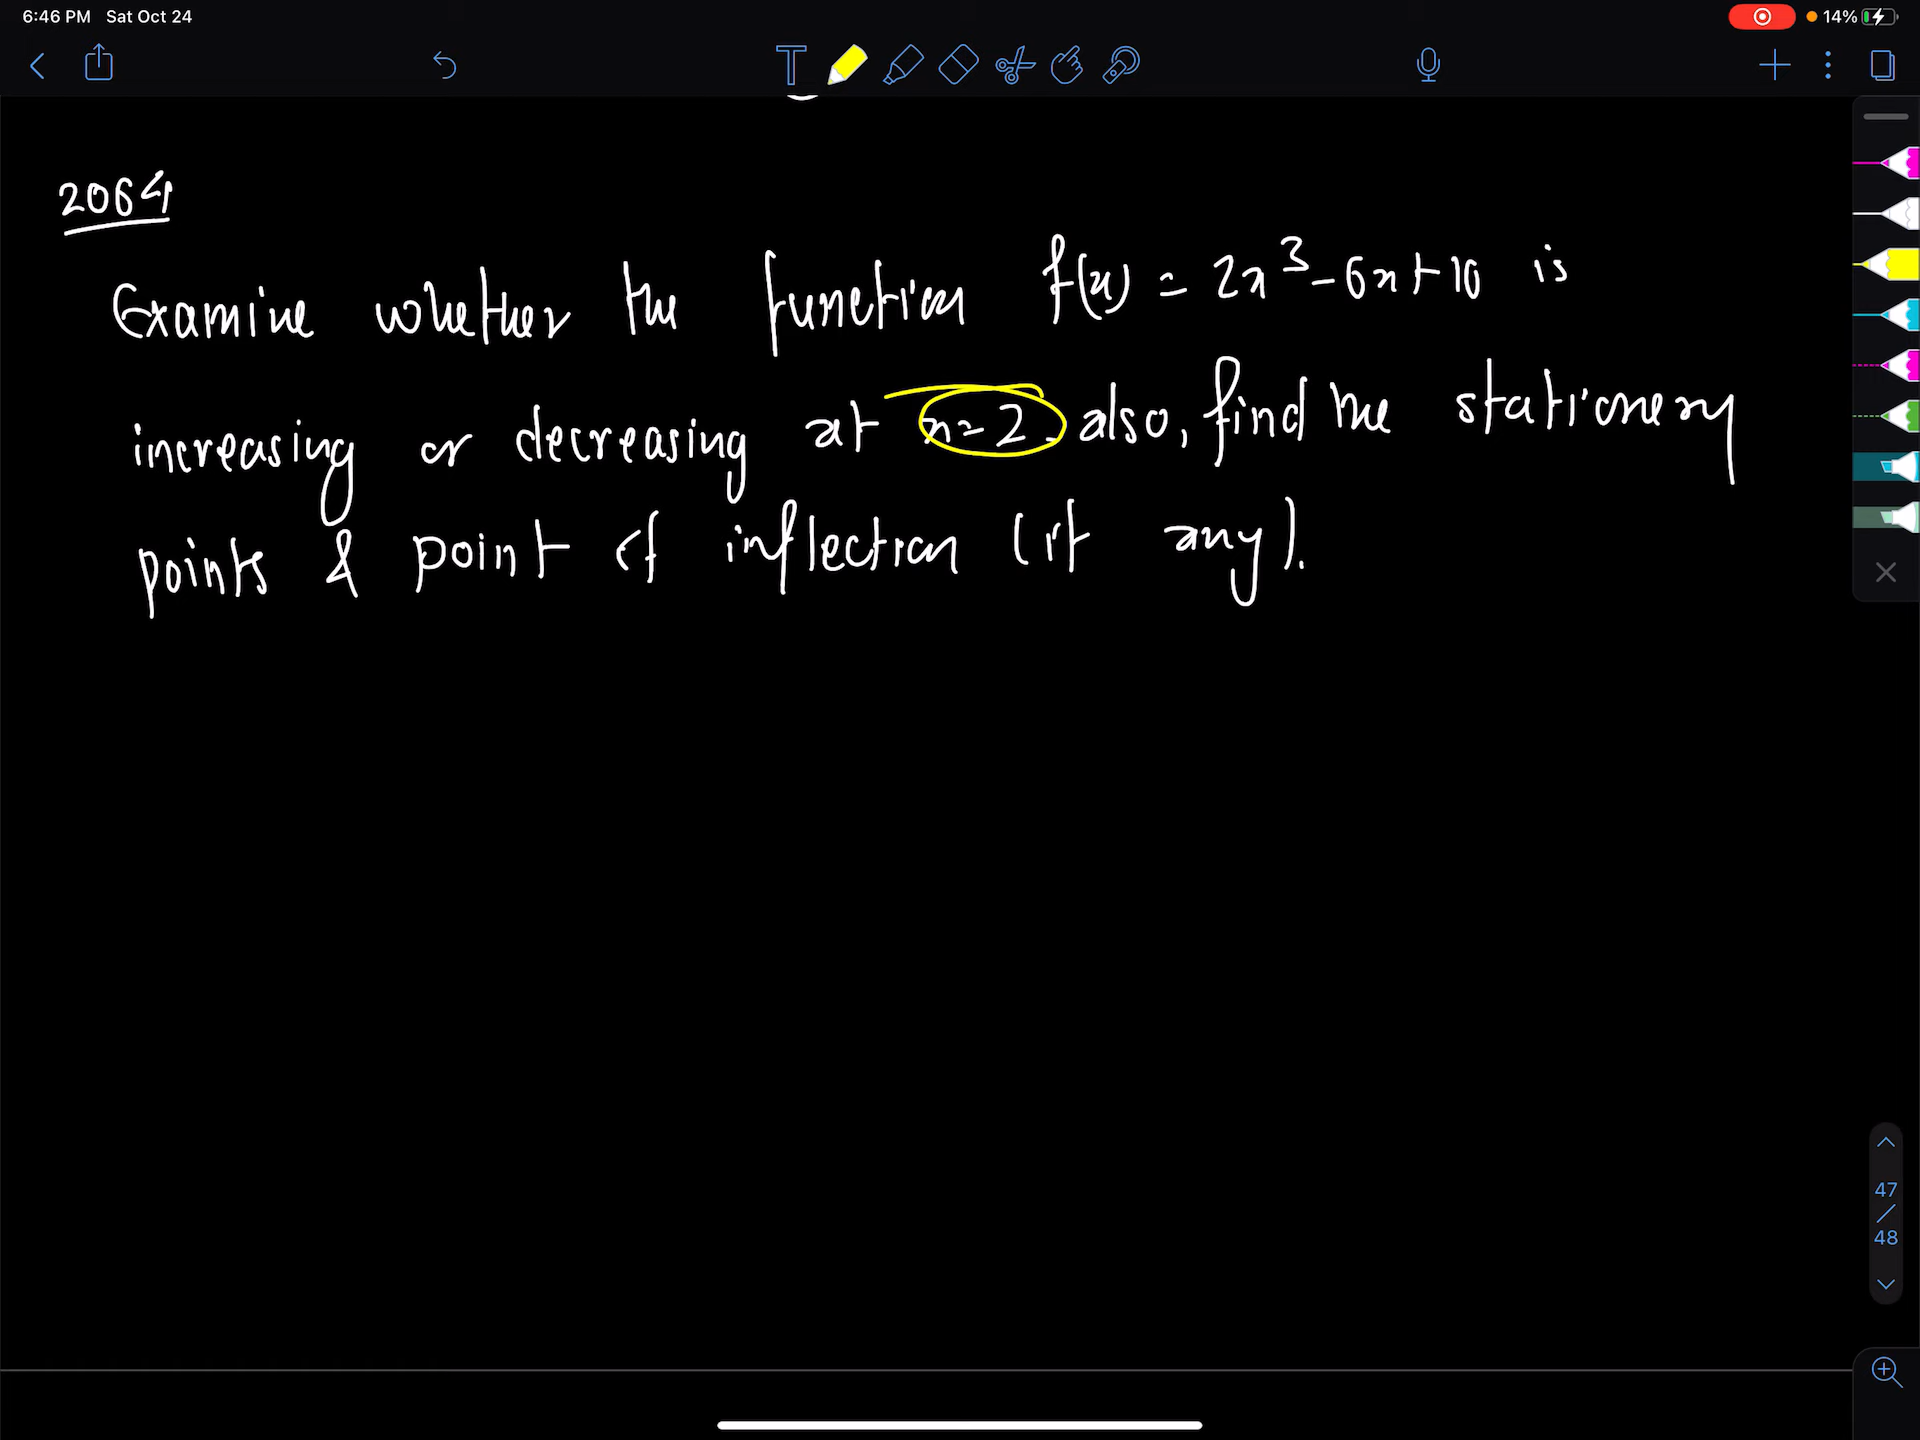 6:46 PM Sat Oct 24
14%
2064
Examine whether the function f(x) = 2x³-6x+10 is
increasing or decreasing at x=2. also, find the stationery
points & point of inflection (if any).
47
/
48